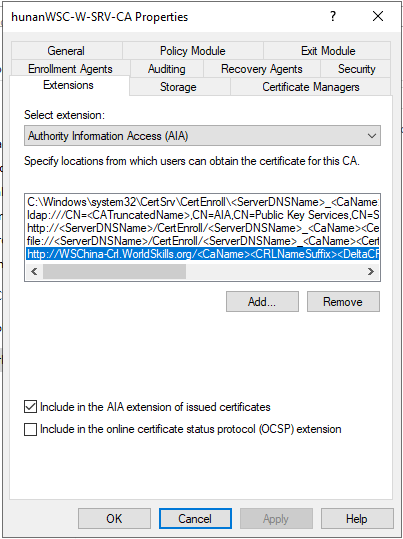 hunanWSC-W-SRV-CA Properties
?
General Policy Module Exit Module
Enrollment Agents Auditing Recovery Agents Security
Extensions Storage Certificate Managers
Select extension:
Authority Information Access (AIA)
Specify locations from which users can obtain the certificate for this CA.
C:\Windows\system32\CertSrv\CertEnroll\<ServerDNSName>_<CaName
ldap:///CN=<CATruncatedName>,CN=AIA,CN=Public Key Services,CN=S
http://<ServerDNSName>/CertEnroll/<ServerDNSName>_<CaName><Ce
file://<ServerDNSName>/CertEnroll/<ServerDNSName>_<CaName><Cert
http://WSChina-Crl.WorldSkills.org/<CaName><CRLNameSuffix><DeltaCF
Add... Remove
Include in the AIA extension of issued certificates
Include in the online certificate status protocol (OCSP) extension
OK Cancel Apply Help